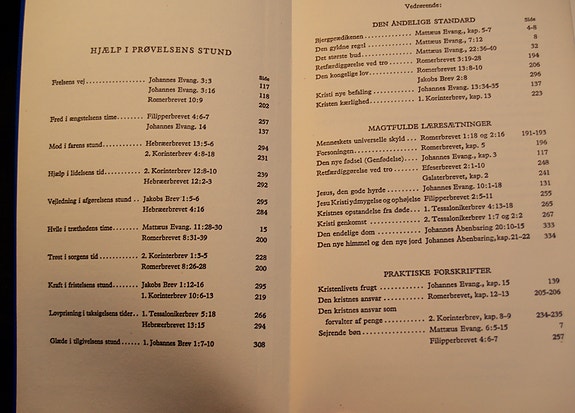 HJÆLP I PRØVELSENS STUND
Side
Frelsens vej .................. Johannes Evang. 3:3 117
Johannes Evang. 3:16 118
Romerbrevet 10:9 202
Fred i ængstelsens time ........ Filipperbrevet 4:6-7 257
Johannes Evang. 14 137
Mod i farens stund ............. Hebræerbrevet 13:5-6 294
2. Korinterbrev 4:8-18 231
Hjælp i lidelsens tid ............ 2. Korinterbrev 12:8-10 239
Hebræerbrevet 12:2-3 292
Vejledning i afgørelsens stund .. Jakobs Brev 1:5-6 295
Hebræerbrevet 4:16 284
Hvile i træthedens time ......... Mattæus Evang. 11:28-30 15
Romerbrevet 8:31-39 200
Trøst i sorgens tid .............. 2. Korinterbrev 1:3-5 228
Romerbrevet 8:26-28 200
Kraft i fristelsens stund......... Jakobs Brev 1:12-16 295
1. Korinterbrev 10:6-13 219
Lovprisning i taksigelsens tider.. 1. Tessalonikerbrev 5:18 266
Hebræerbrevet 13:15 294
Glæde i tilgivelsens stund ..... 1. Johannes Brev 1:7-10 308
Vedrørende:
DEN ÅNDELIGE STANDARD
Side
Bjergprædikenen ............. Mattæus Evang., kap. 5-7 4-8
Den gyldne regel ............. Mattæus Evang., 7:12 8
Det største bud ............... Mattæus Evang., 22:36-40 32
Retfærdiggørelse ved lov ...... Romerbrevet 3:19-28 194
Den kongelige lov ............ Romerbrevet 13:8-10 206
Jakobs Brev 2:8 296
Kristi nye befaling ............ Johannes Evang. 13:34-35 137
Kristen kærlighed ............. 1. Korinterbrev, kap. 13 223
MAGTFULDE LÆRESÆTNINGER
Menneskets universelle skyld ... Romerbrevet 1:18 og 2:16 191-193
Forsoningen ................. Romerbrevet, kap. 5 196
Den nye fødsel (Genfødelse) .... Johannes Evang., kap. 3 117
Retfærdiggørelse ved tro ....... Efeserbrevet 2:1-10 248
Galaterbrevet, kap. 2 241
Jesus, den gode hyrde ......... Johannes Evang. 10:1-18 131
Jesu Kristi ydmygelse og ophøjelse Filipperbrevet 2:5-11 255
Kristnes opstandelse fra døde... 1. Tessalonikerbrev 4:13-18 265
Kristi genkomst .............. 2. Tessalonikerbrev 1:7 og 2:2 267
Den endelige dom ............ Johannes Åbenbaring 20:10-15 333
Den nye himmel og den nye jord Johannes Åbenbaring, kap. 21-22 334
PRAKTISKE FORSKRIFTER
Kristenlivets frugt ............ Johannes Evang., kap. 15 139
Den kristnes ansvar ........... Romerbrevet, kap. 12-13 205-206
Den kristnes ansvar som
forvalter af penge .......... 2. Korinterbrev, kap. 8-9 234-235
Sejrende bøn ................. Mattæus Evang. 6:5-15 7
Filipperbrevet 4:6-7 257